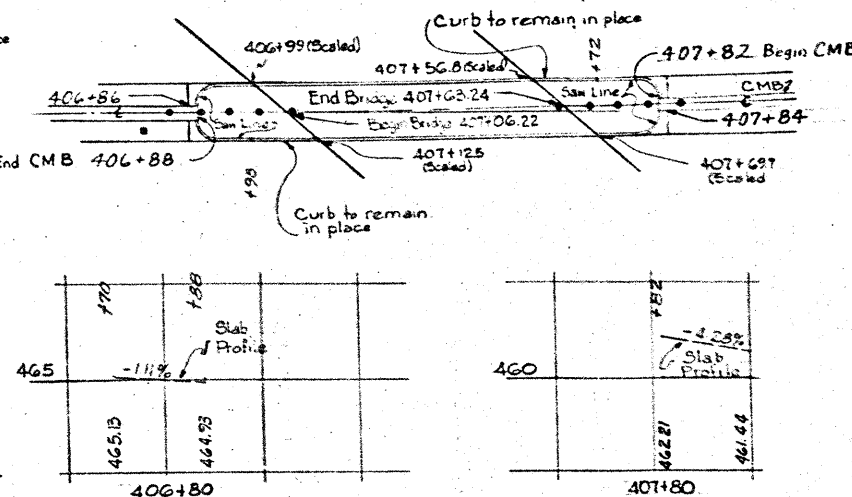 Curb to remain in place
406+99 (Scaled)
+72
407+82 Begin CMB
407+56.8 (Scaled)
406+86
End Bridge 407+63.24
Saw Line
CMB
Saw Line
Begin Bridge 407+06.22
407+84
End CMB 406+88
407+12.5
(Scaled)
407+69.7
(Scaled
+98
Curb to remain
in place
+70
+88
+82
Slab
Profile
-1.11%
-4.28%
Slab
Profile
465
460
465.13
464.93
462.21
461.44
406+80
407+80